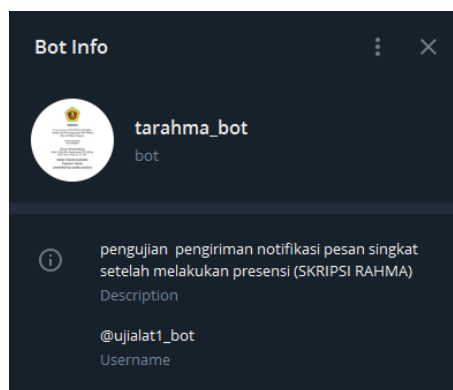 Bot Info
tarahma_bot
bot
pengujian pengiriman notifikasi pesan singkat
setelah melakukan presensi (SKRIPSI RAHMA)
Description
@ujialat1_bot
Username